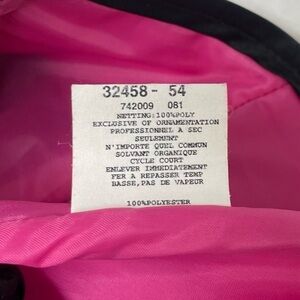 32458 - 54
742009 081
NETTING:100%POLY
EXCLUSIVE OF ORNAMENTATION
PROFESSIONNEL A SEC
SEULEMENT
N'IMPORTE QUEL COMMUN
SOLVANT ORGANIQUE
CYCLE COURT
ENLEVER IMMEDIATEMENT
FER A REPASSER TEMP
BASSE,PAS DE VAPEUR
100%POLYESTER